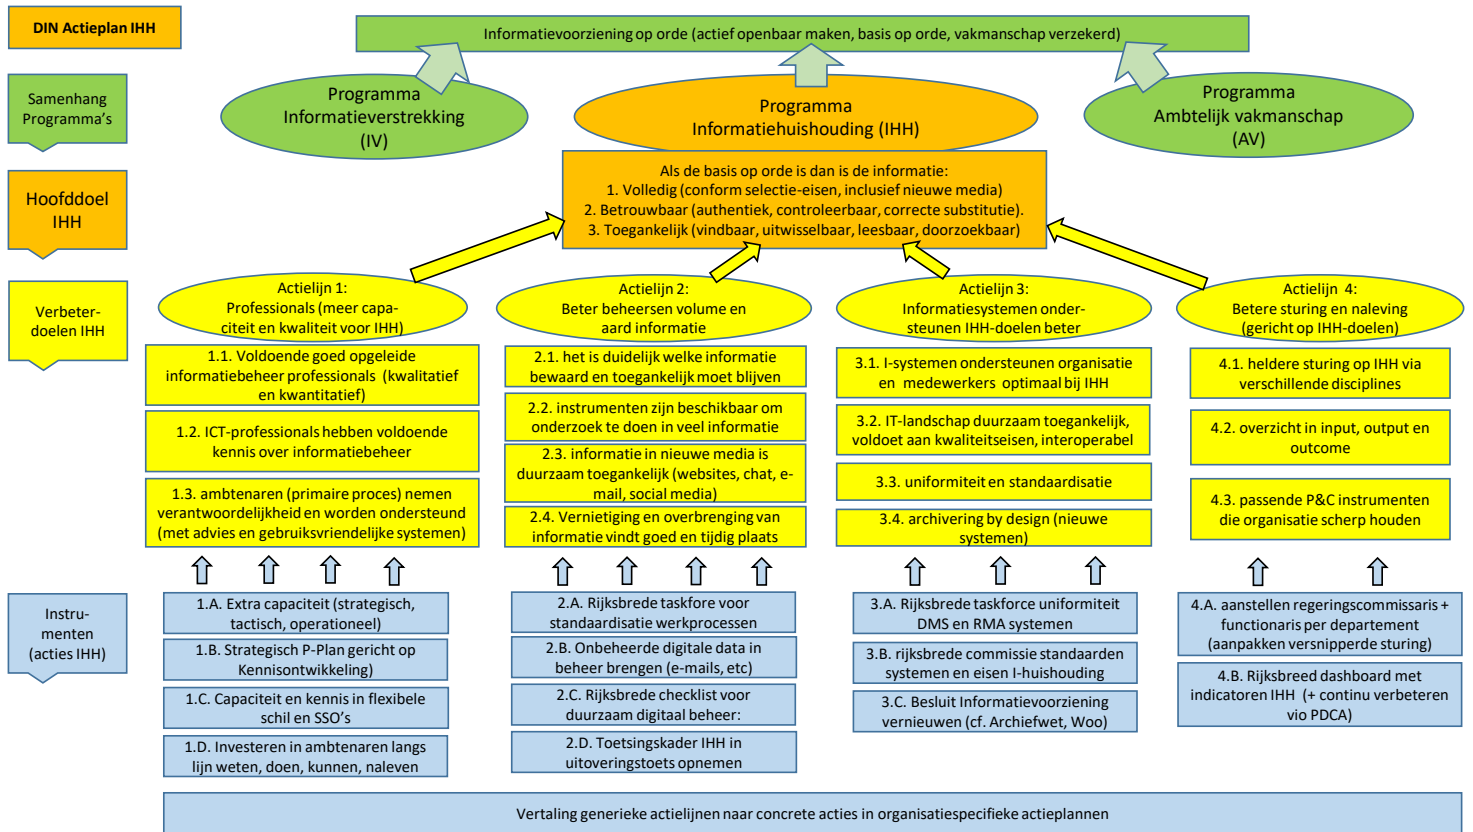 DIN Actieplan IHH
Informatievoorziening op orde (actief openbaar maken, basis op orde, vakmanschap verzekerd)
Samenhang
Programma's
Programma
Informatieverstrekking
(IV)
Programma
Informatiehuishouding (IHH)
Programma
Ambtelijk vakmanschap
(AV)
Hoofddoel
IHH
Als de basis op orde is dan is de informatie:
1. Volledig (conform selectie-eisen, inclusief nieuwe media)
2. Betrouwbaar (authentiek, controleerbaar, correcte substitutie).
3. Toegankelijk (vindbaar, uitwisselbaar, leesbaar, doorzoekbaar)
Verbeter-
doelen IHH
Actielijn 1:
Professionals (meer capa-
citeit en kwaliteit voor IHH)
Actielijn 2:
Beter beheersen volume en
aard informatie
Actielijn 3:
Informatiesystemen onder-
steunen IHH-doelen beter
Actielijn 4:
Betere sturing en naleving
(gericht op IHH-doelen)
1.1. Voldoende goed opgeleide
informatiebeheer professionals (kwalitatief
en kwantitatief)
1.2. ICT-professionals hebben voldoende
kennis over informatiebeheer
1.3. ambtenaren (primaire proces) nemen
verantwoordelijkheid en worden ondersteund
(met advies en gebruiksvriendelijke systemen)
2.1. het is duidelijk welke informatie
bewaard en toegankelijk moet blijven
2.2. instrumenten zijn beschikbaar om
onderzoek te doen in veel informatie
2.3. informatie in nieuwe media is
duurzaam toegankelijk (websites, chat, e-
mail, social media)
2.4. Vernietiging en overbrenging van
informatie vindt goed en tijdig plaats
3.1. I-systemen ondersteunen organisatie
en medewerkers optimaal bij IHH
3.2. IT-landschap duurzaam toegankelijk,
voldoet aan kwaliteitseisen, interoperabel
3.3. uniformiteit en standaardisatie
3.4. archivering by design (nieuwe
systemen)
4.1. heldere sturing op IHH via
verschillende disciplines
4.2. overzicht in input, output en
outcome
4.3. passende P&C instrumenten
die organisatie scherp houden
Instru-
menten
(acties IHH)
1.A. Extra capaciteit (strategisch,
tactisch, operationeel)
1.B. Strategisch P-Plan gericht op
Kennisontwikkeling)
1.C. Capaciteit en kennis in flexibele
schil en SSO's
1.D. Investeren in ambtenaren langs
lijn weten, doen, kunnen, naleven
2.A. Rijksbrede taskfore voor
standaardisatie werkprocessen
2.B. Onbeheerde digitale data in
beheer brengen (e-mails, etc)
2.C. Rijksbrede checklist voor
duurzaam digitaal beheer:
2.D. Toetsingskader IHH in
uitoveringstoets opnemen
3.A. Rijksbrede taskforce uniformiteit
DMS en RMA systemen
3.B. rijksbrede commissie standaarden
systemen en eisen I-huishouding
3.C. Besluit Informatievoorziening
vernieuwen (cf. Archiefwet, Woo)
4.A. aanstellen regeringscommissaris +
functionaris per departement
(aanpakken versnipperde sturing)
4.B. Rijksbreed dashboard met
indicatoren IHH (+ continu verbeteren
vio PDCA)
Vertaling generieke actielijnen naar concrete acties in organisatiespecifieke actieplannen